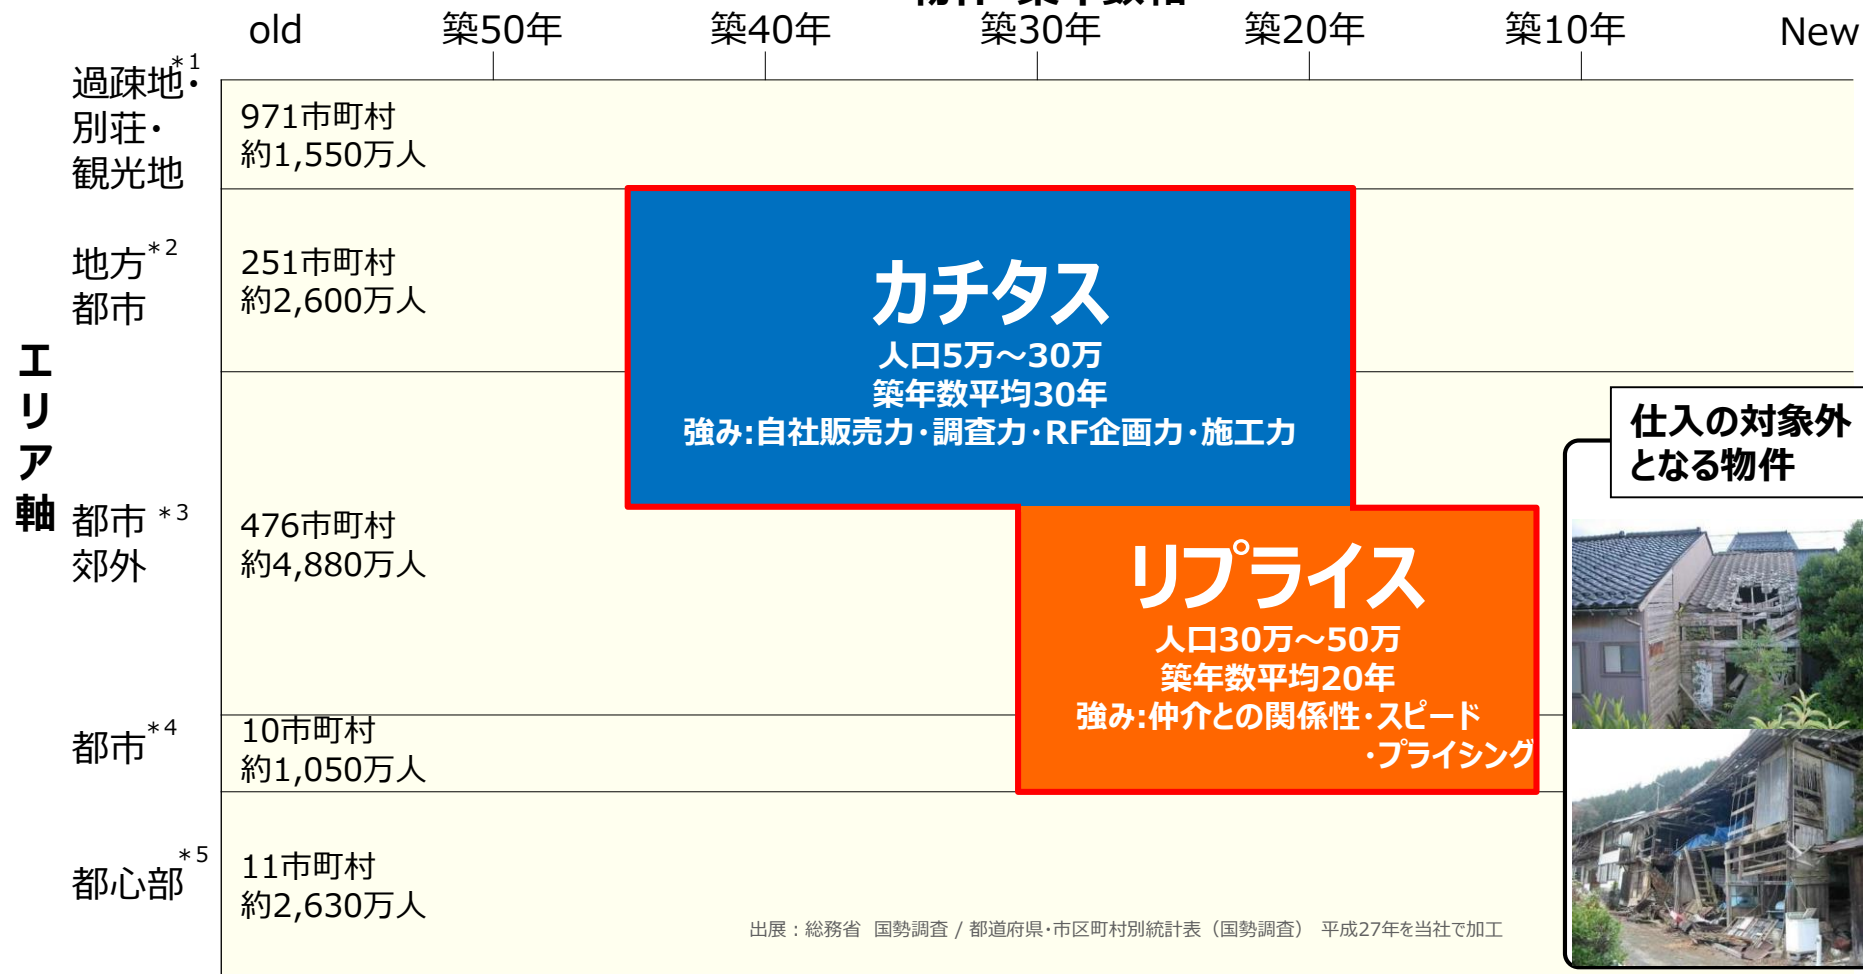 old 築50年 築40年 築30年 築20年 築10年 New
過疎地・*1
別荘・
観光地
971市町村
約1,550万人
地方*2
都市
251市町村
約2,600万人
カチタス
人口5万～30万
築年数平均30年
強み:自社販売力・調査力・RF企画力・施工力
エリア軸
仕入の対象外
となる物件
都市*3
郊外
476市町村
約4,880万人
リプライス
人口30万～50万
築年数平均20年
強み:仲介との関係性・スピード
・プライシング
都市*4
10市町村
約1,050万人
都心部*5
11市町村
約2,630万人
出展：総務省 国勢調査 / 都道府県・市区町村別統計表（国勢調査） 平成27年を当社で加工